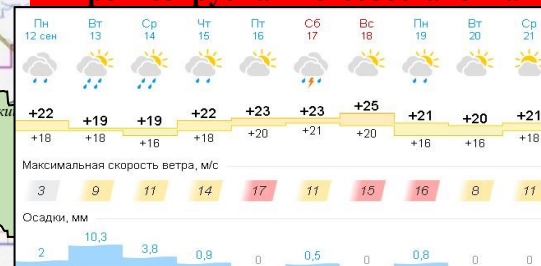 Пн Вт Ср Чт Пт Сб Вс Пн Вт Ср
12 сен 13 14 15 16 17 18 19 20 21
+22 +19 +19 +22 +23 +23 +25 +21 +20 +21
+18 +18 +16 +18 +20 +21 +20 +16 +16 +18
Максимальная скорость ветра, м/с
3 9 11 14 17 11 15 16 8 11
Осадки, мм
2 10,3 3,8 0,9 0 0,5 0 0,8 0 0